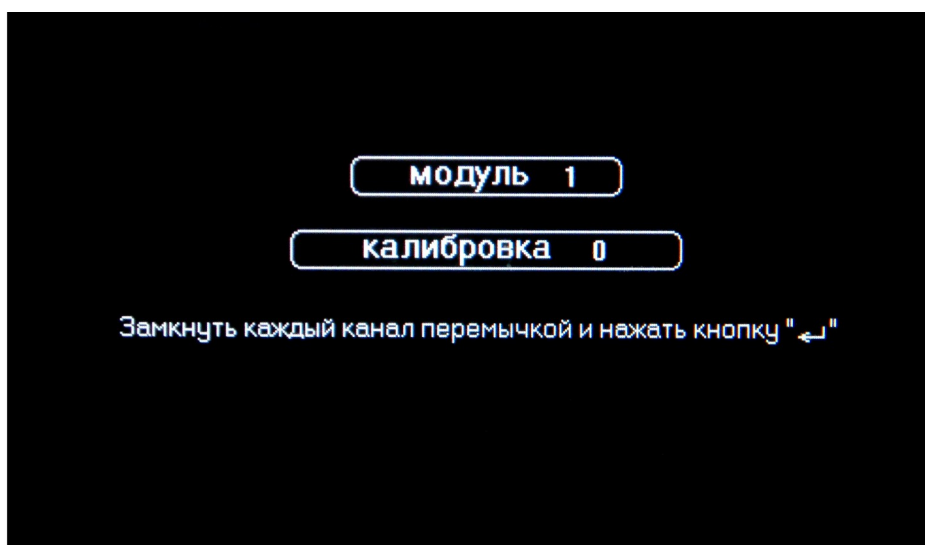 модуль 1
калибровка 0
Замкнуть каждый канал перемычкой и нажать кнопку "↵"